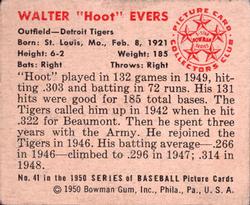 WALTER "Hoot" EVERS
Outfield—Detroit Tigers
Born: St. Louis, Mo., Feb. 8, 1921
Height: 6-2 Weight: 185
Bats: Right Throws: Right
PICTURE CARD
COLLECTORS CLUB
"Hoot" played in 132 games in 1949, hitting
.303 and batting in 72 runs. His 131
hits were good for 185 total bases. The
Tigers called him up in 1942 when he hit
.322 for Beaumont. Then he spent three
years with the Army. He rejoined the
Tigers in 1946. His batting average—.266
in 1946—climbed to .296 in 1947; .314
in 1948.
No. 41 in the 1950 SERIES of BASEBALL Picture Cards
©1950 Bowman Gum, Inc., Phila., Pa., U. S. A.